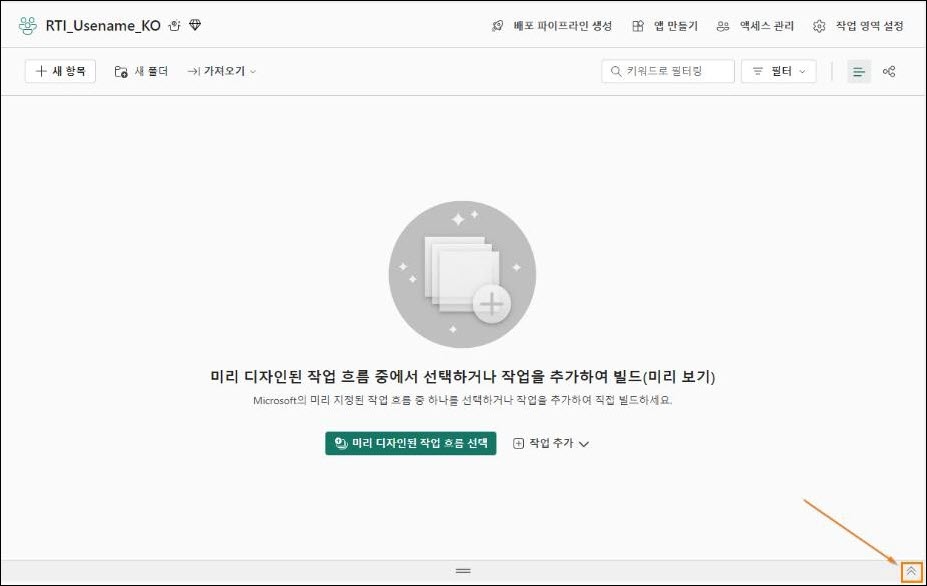 RTI_Usename_KO
배포 파이프라인 생성
앱 만들기
액세스 관리
작업 영역 설정
새 항목
새 폴더
가져오기
키워드로 필터링
필터
미리 디자인된 작업 흐름 중에서 선택하거나 작업을 추가하여 빌드(미리 보기)
Microsoft의 미리 지정된 작업 흐름 중 하나를 선택하거나 작업을 추가하여 직접 빌드하세요.
미리 디자인된 작업 흐름 선택
작업 추가